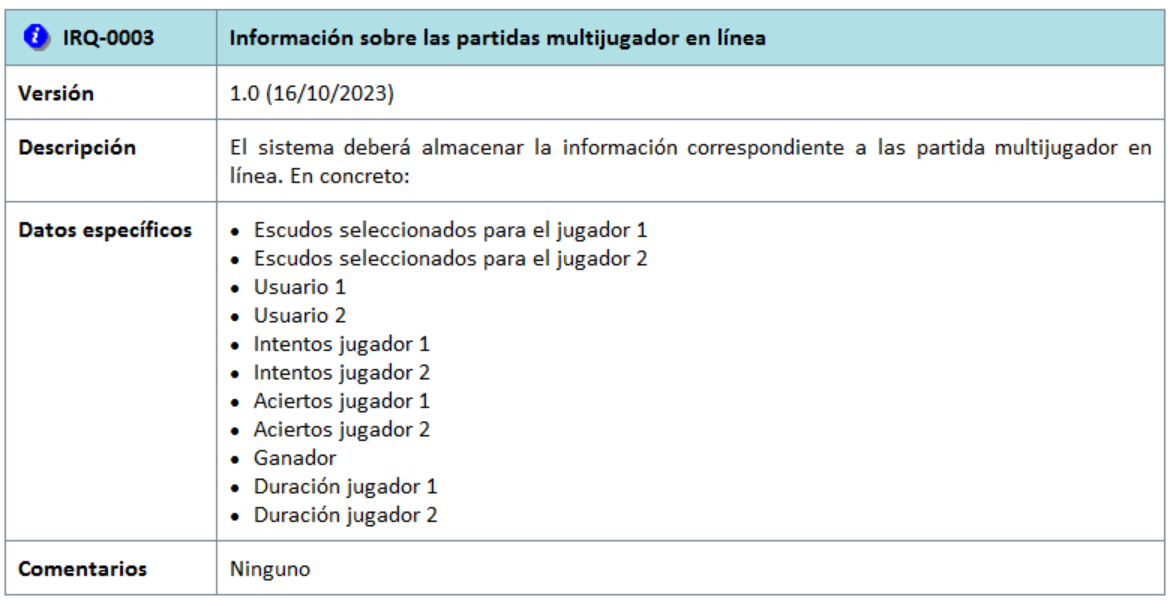 i IRQ-0003 Información sobre las partidas multijugador en línea
Versión 1.0 (16/10/2023)
Descripción El sistema deberá almacenar la información correspondiente a las partida multijugador en
línea. En concreto:
Datos específicos • Escudos seleccionados para el jugador 1
• Escudos seleccionados para el jugador 2
• Usuario 1
• Usuario 2
• Intentos jugador 1
• Intentos jugador 2
• Aciertos jugador 1
• Aciertos jugador 2
• Ganador
• Duración jugador 1
• Duración jugador 2
Comentarios Ninguno